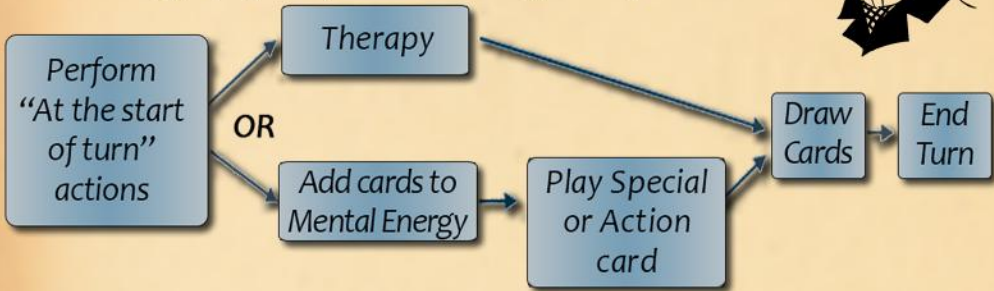 Perform
“At the start
of turn”
actions
OR
Therapy
Add cards to
Mental Energy
Play Special
or Action
card
Draw
Cards
End
Turn